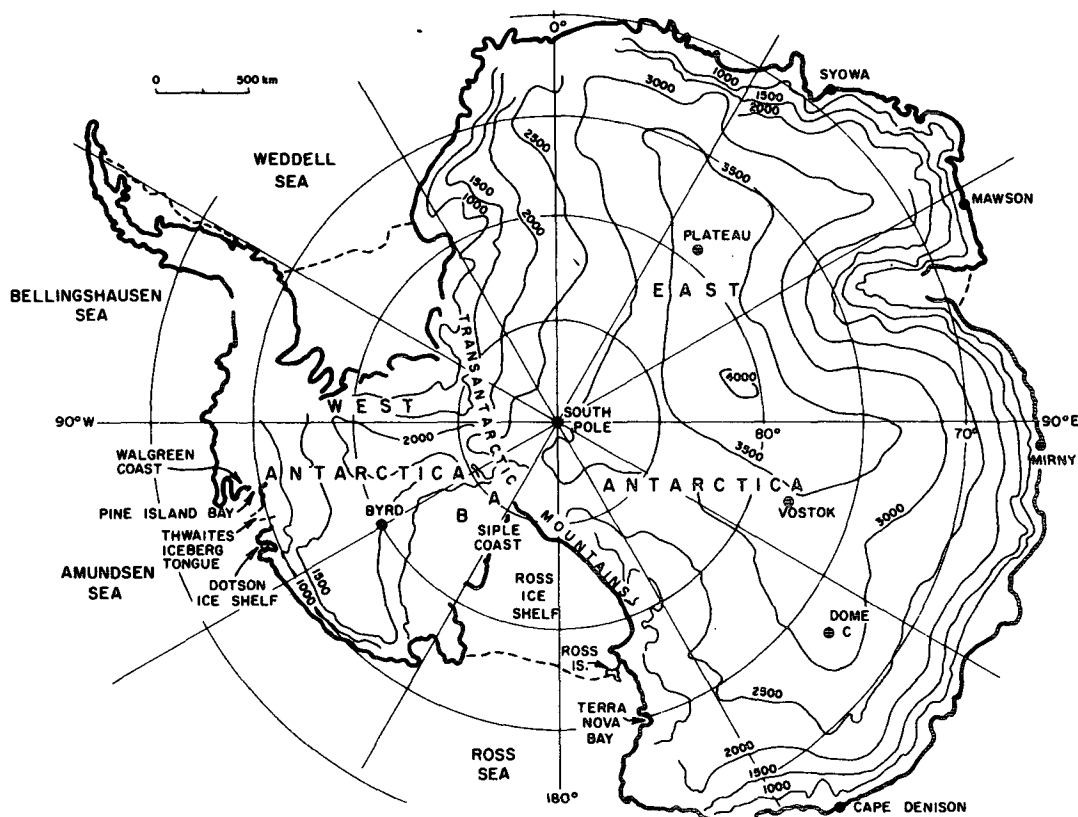 0°
0 500 km
SYOWA
1000
1500
2000
3000
2500
3500
WEDDELL
SEA
1500
1000
2000
MAWSON
PLATEAU
EAST
BELLINGSHAUSEN
SEA
TRANSANTARCTIC
4000
WEST
SOUTH
POLE
90°W
2000
80°
70°
90°E
3500
MIRNY
WALGREEN
COAST
ANTARCTICA
A
ANTARCTICA
PINE ISLAND BAY
BYRD
B
SIPLE
COAST
MOUNTAINS
VOSTOK
3000
THWAITES
ICEBERG
TONGUE
AMUNDSEN
SEA
DOTSON
ICE SHELF
1500
1000
ROSS
ICE
SHELF
DOME
C
ROSS
IS.
2500
TERRA
NOVA
BAY
ROSS
SEA
2000
1500
1000
180°
CAPE DENISON